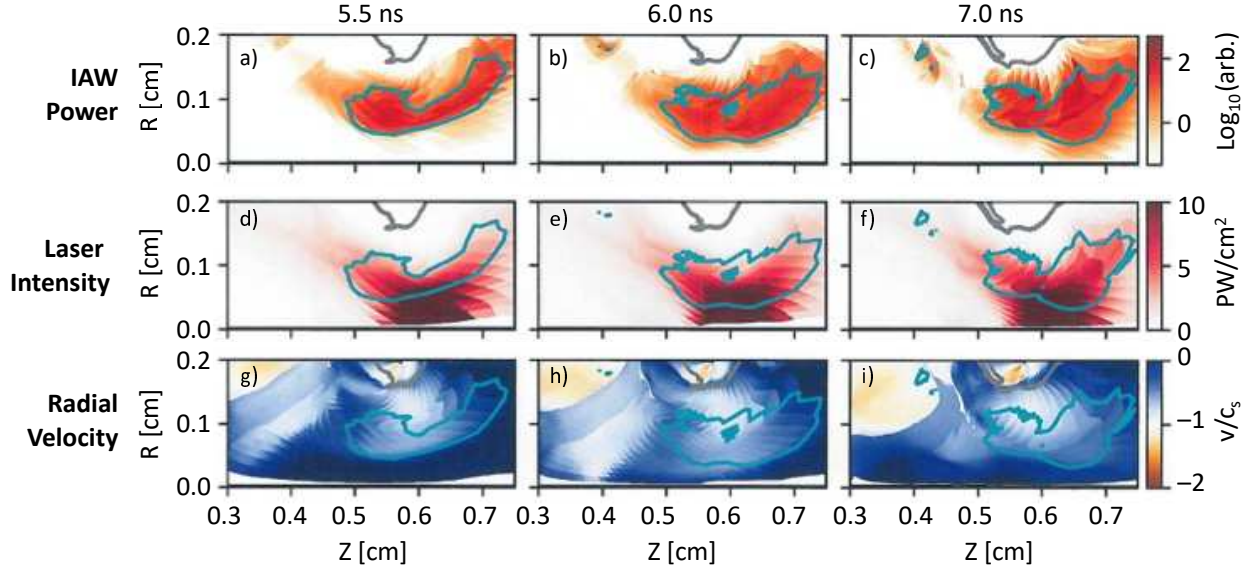 5.5 ns 6.0 ns 7.0 ns
IAW
Power
R [cm]
0.2
0.1
0.0
a) b) c)
2
0
Log₁₀(arb.)
Laser
Intensity
R [cm]
0.2
0.1
0.0
d) e) f)
10
5
0
PW/cm²
Radial
Velocity
R [cm]
0.2
0.1
0.0
g) h) i)
0
−1
−2
v/cₛ
0.3 0.4 0.5 0.6 0.7 0.3 0.4 0.5 0.6 0.7 0.3 0.4 0.5 0.6 0.7
Z [cm] Z [cm] Z [cm]